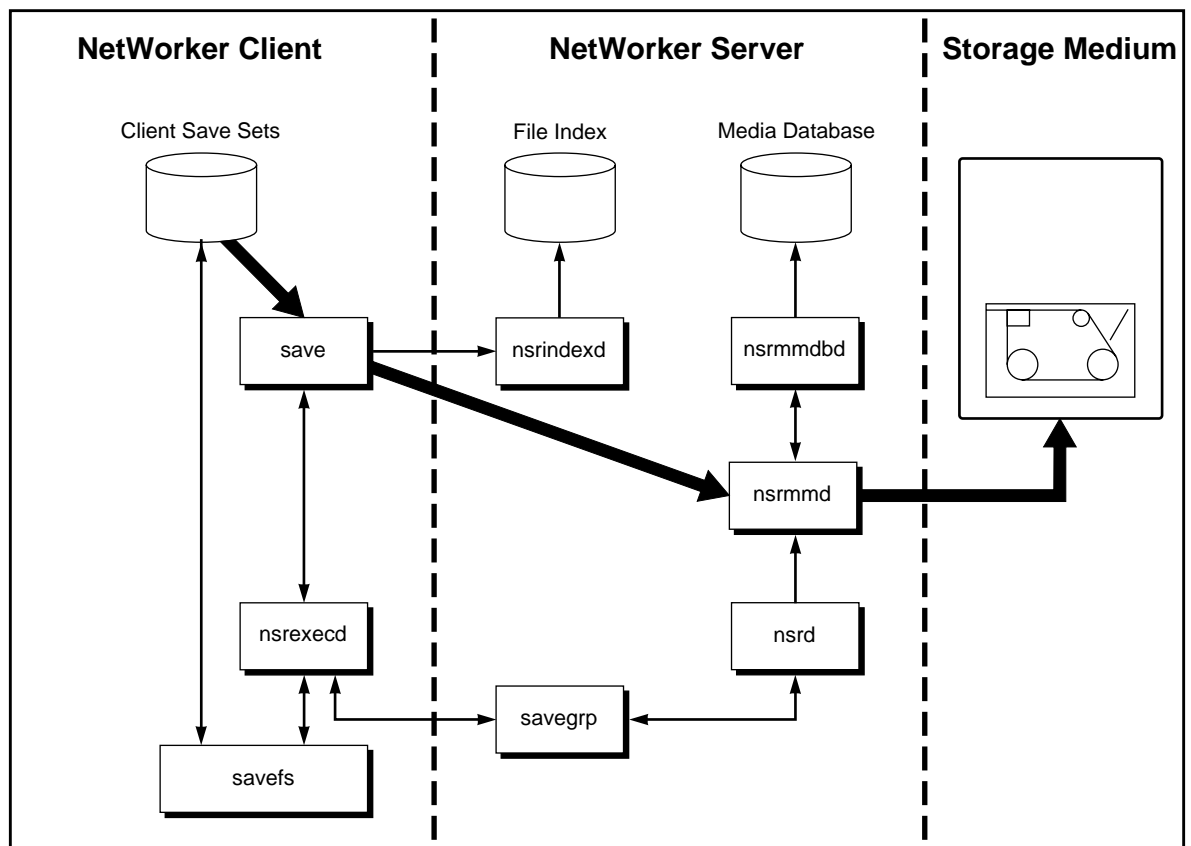 NetWorker Client
NetWorker Server
Storage Medium
Client Save Sets
File Index
Media Database
save
nsrindexd
nsrmmdbd
nsrmmd
nsrexecd
nsrd
savegrp
savefs